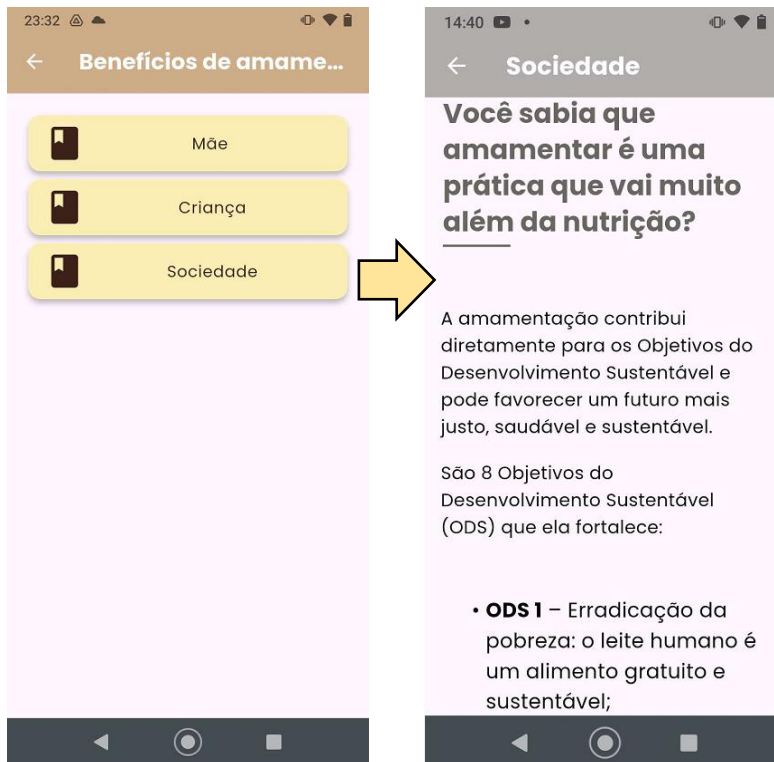 23:32
Benefícios de amame...
Mãe
Criança
Sociedade
14:40
Sociedade
Você sabia que
amamentar é uma
prática que vai muito
além da nutrição?
A amamentação contribui
diretamente para os Objetivos do
Desenvolvimento Sustentável e
pode favorecer um futuro mais
justo, saudável e sustentável.
São 8 Objetivos do
Desenvolvimento Sustentável
(ODS) que ela fortalece:
• ODS 1 – Erradicação da
pobreza: o leite humano é
um alimento gratuito e
sustentável;